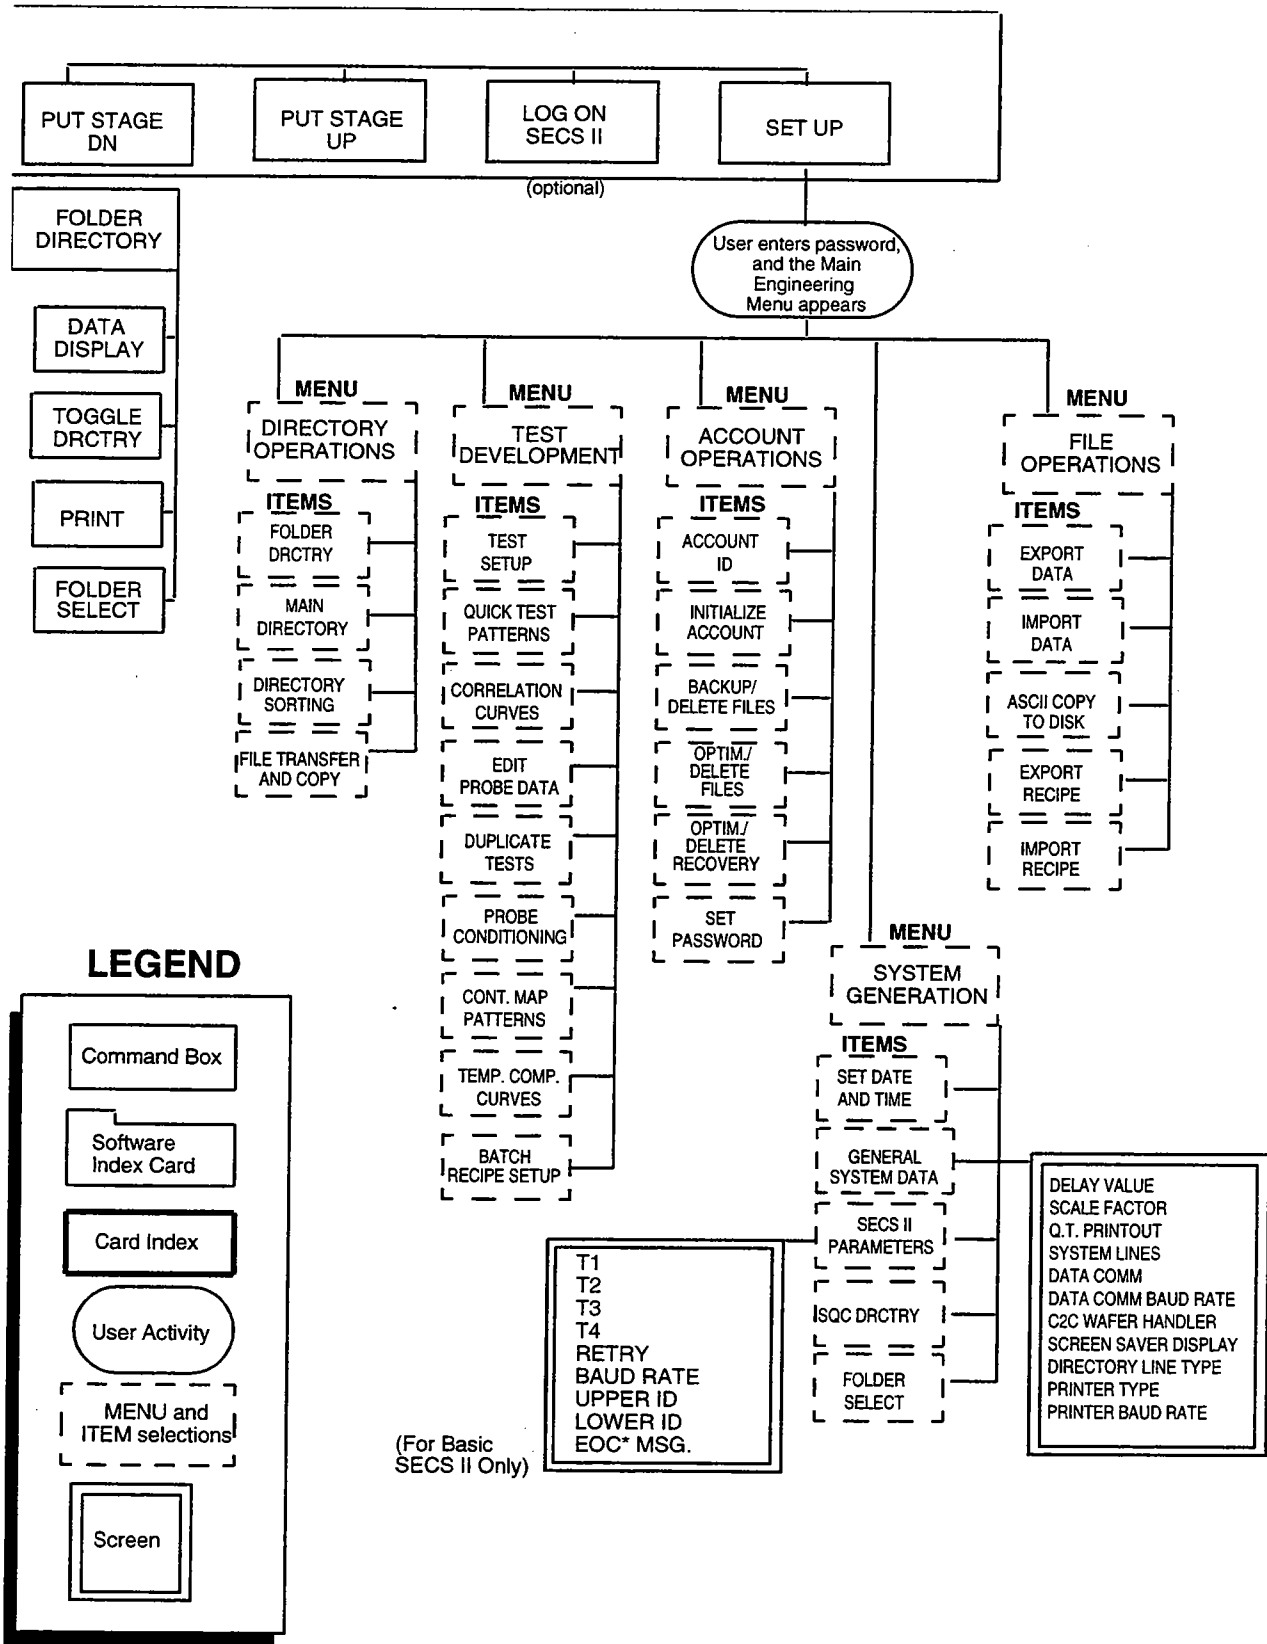 PUT STAGE
DN
PUT STAGE
UP
LOG ON
SECS II
SET UP
(optional)
FOLDER
DIRECTORY
DATA
DISPLAY
TOGGLE
DRCTRY
PRINT
FOLDER
SELECT
User enters password,
and the Main
Engineering
Menu appears
MENU
DIRECTORY
OPERATIONS
ITEMS
FOLDER
DRCTRY
MAIN
DIRECTORY
DIRECTORY
SORTING
FILE TRANSFER
AND COPY
MENU
TEST
DEVELOPMENT
ITEMS
TEST
SETUP
QUICK TEST
PATTERNS
CORRELATION
CURVES
EDIT
PROBE DATA
DUPLICATE
TESTS
PROBE
CONDITIONING
CONT. MAP
PATTERNS
TEMP. COMP.
CURVES
BATCH
RECIPE SETUP
MENU
ACCOUNT
OPERATIONS
ITEMS
ACCOUNT
ID
INITIALIZE
ACCOUNT
BACKUP/
DELETE FILES
OPTIM./
DELETE
FILES
OPTIM./
DELETE
RECOVERY
SET
PASSWORD
MENU
FILE
OPERATIONS
ITEMS
EXPORT
DATA
IMPORT
DATA
ASCII COPY
TO DISK
EXPORT
RECIPE
IMPORT
RECIPE
MENU
SYSTEM
GENERATION
ITEMS
SET DATE
AND TIME
GENERAL
SYSTEM DATA
SECS II
PARAMETERS
SQC DRCTRY
FOLDER
SELECT
DELAY VALUE
SCALE FACTOR
Q.T. PRINTOUT
SYSTEM LINES
DATA COMM
DATA COMM BAUD RATE
C2C WAFER HANDLER
SCREEN SAVER DISPLAY
DIRECTORY LINE TYPE
PRINTER TYPE
PRINTER BAUD RATE
T1
T2
T3
T4
RETRY
BAUD RATE
UPPER ID
LOWER ID
EOC* MSG.
(For Basic
SECS II Only)
LEGEND
Command Box
Software
Index Card
Card Index
User Activity
MENU and
ITEM selections
Screen